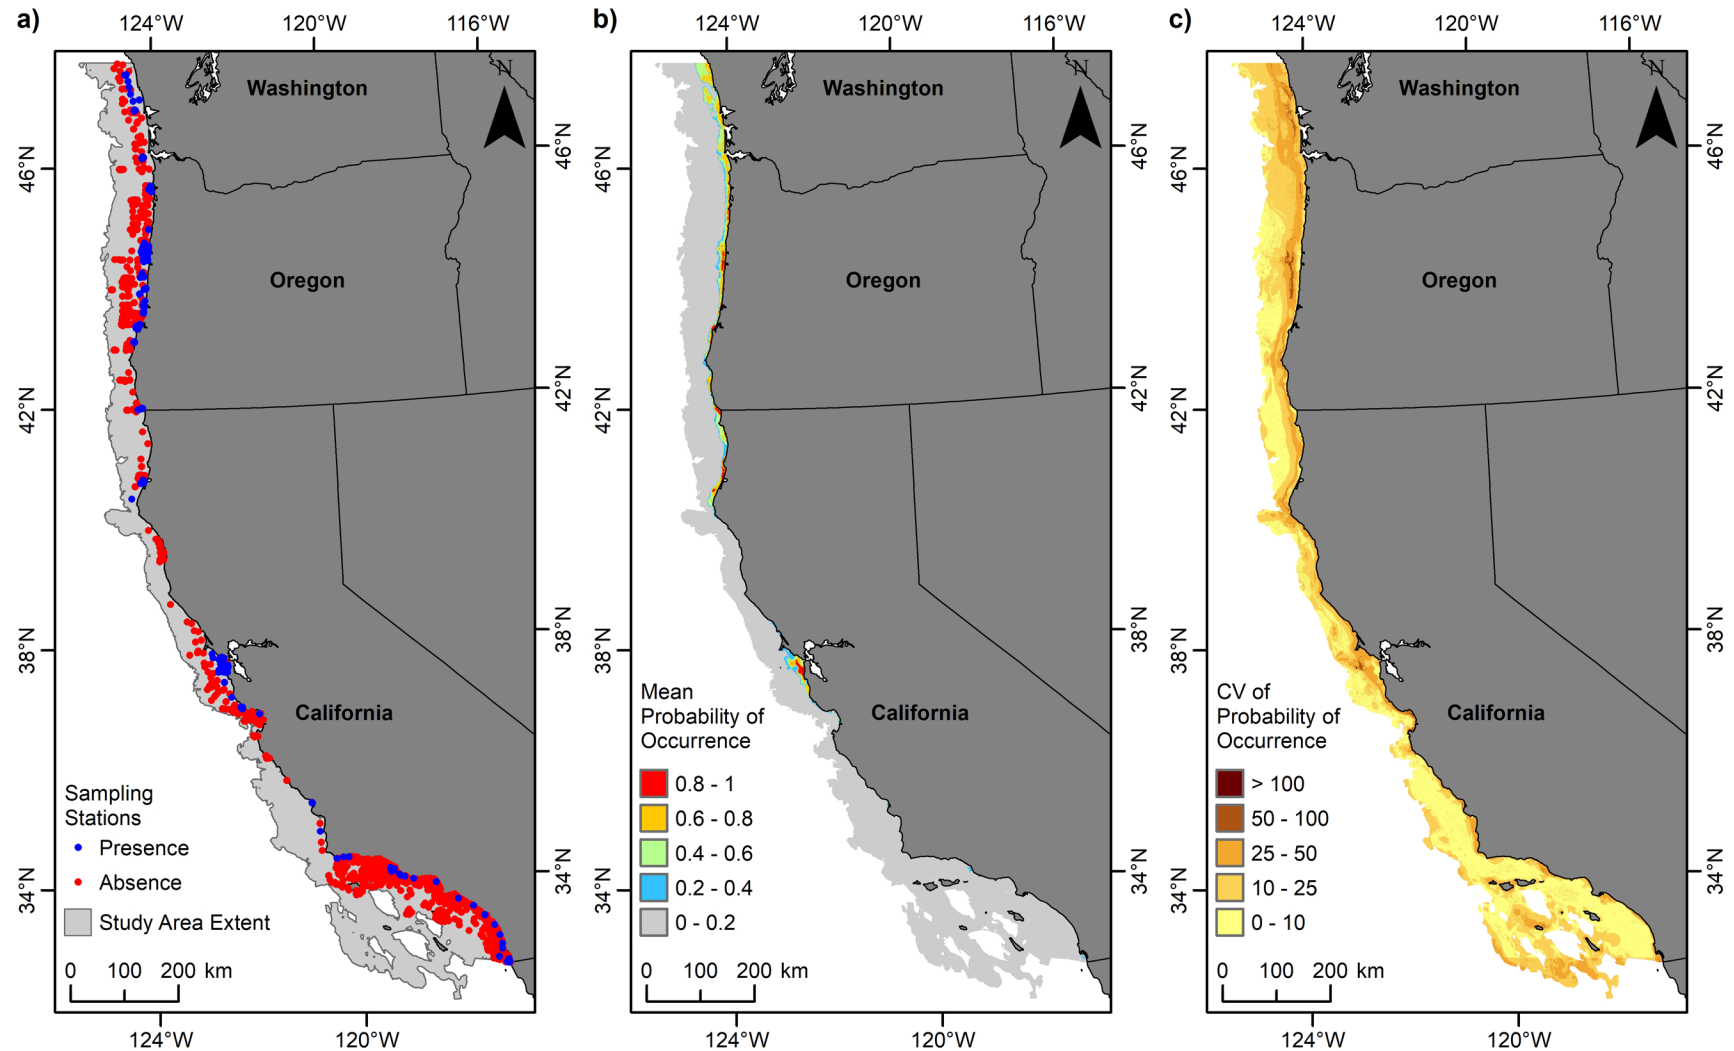 a)
124°W 120°W 116°W
N
Washington
Oregon
California
46°N
42°N
38°N
34°N
46°N
42°N
38°N
34°N
Sampling
Stations
Presence
Absence
Study Area Extent
0 100 200 km
124°W 120°W
b)
124°W 120°W 116°W
N
Washington
Oregon
California
46°N
42°N
38°N
34°N
46°N
42°N
38°N
34°N
Mean
Probability of
Occurrence
0.8 - 1
0.6 - 0.8
0.4 - 0.6
0.2 - 0.4
0 - 0.2
0 100 200 km
124°W 120°W
c)
124°W 120°W 116°W
N
Washington
Oregon
California
46°N
42°N
38°N
34°N
46°N
42°N
38°N
34°N
CV of
Probability of
Occurrence
> 100
50 - 100
25 - 50
10 - 25
0 - 10
0 100 200 km
124°W 120°W